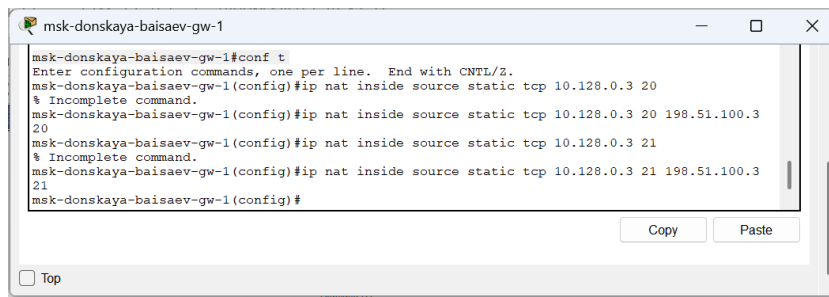 msk-donskaya-baisaev-gw-1
msk-donskaya-baisaev-gw-1#conf t
Enter configuration commands, one per line.  End with CNTL/Z.
msk-donskaya-baisaev-gw-1(config)#ip nat inside source static tcp 10.128.0.3 20
% Incomplete command.
msk-donskaya-baisaev-gw-1(config)#ip nat inside source static tcp 10.128.0.3 20 198.51.100.3
20
msk-donskaya-baisaev-gw-1(config)#ip nat inside source static tcp 10.128.0.3 21
% Incomplete command.
msk-donskaya-baisaev-gw-1(config)#ip nat inside source static tcp 10.128.0.3 21 198.51.100.3
21
msk-donskaya-baisaev-gw-1(config)#
Copy Paste
Top